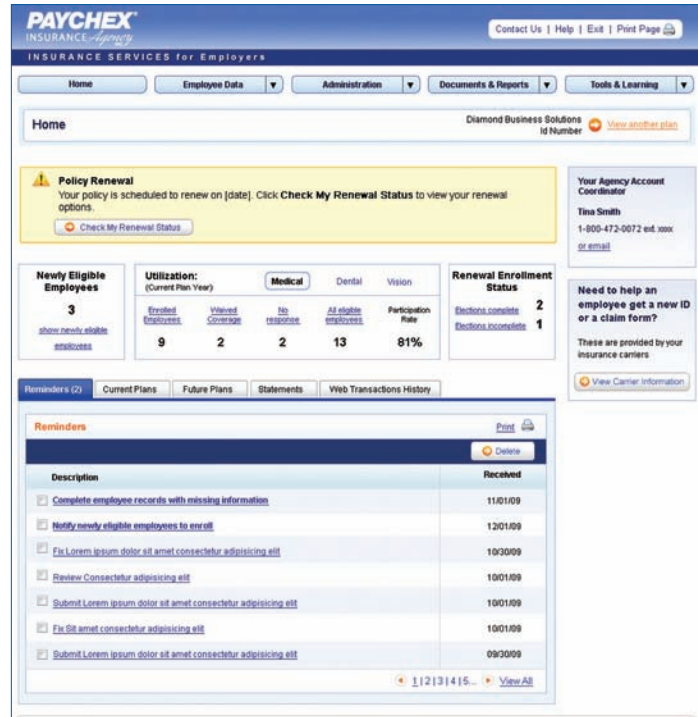 PAYCHEX
INSURANCE Agency
Contact Us | Help | Exit | Print Page
INSURANCE SERVICES for Employers
Home
Employee Data
Administration
Documents & Reports
Tools & Learning
Home
Diamond Business Solutions
Id Number
View another plan
Policy Renewal
Your policy is scheduled to renew on [date]. Click Check My Renewal Status to view your renewal
options.
Check My Renewal Status
Your Agency Account
Coordinator
Tina Smith
1-800-472-0072 ext. xxxx
or email
Newly Eligible
Employees
3
show newly eligible
employees
Utilization:
(Current Plan Year)
Medical
Dental
Vision
Enrolled
Employees
Waived
Coverage
No
response
All eligible
employees
Participation
Rate
9
2
2
13
81%
Renewal Enrollment
Status
Elections complete 2
Elections incomplete 1
Need to help an
employee get a new ID
or a claim form?
These are provided by your
insurance carriers
View Carrier Information
Reminders (2)
Current Plans
Future Plans
Statements
Web Transactions History
Reminders
Print
Delete
Description
Received
Complete employee records with missing information 11/01/09
Notify newly eligible employees to enroll 12/01/09
Fix Lorem ipsum dolor sit amet consectetur adipisicing elit 10/30/09
Review Consectetur adipisicing elit 10/01/09
Submit Lorem ipsum dolor sit amet consectetur adipisicing elit 10/01/09
Fix Sit amet consectetur adipisicing elit 10/01/09
Submit Lorem ipsum dolor sit amet consectetur adipisicing elit 09/30/09
1|2|3|4|5... View All